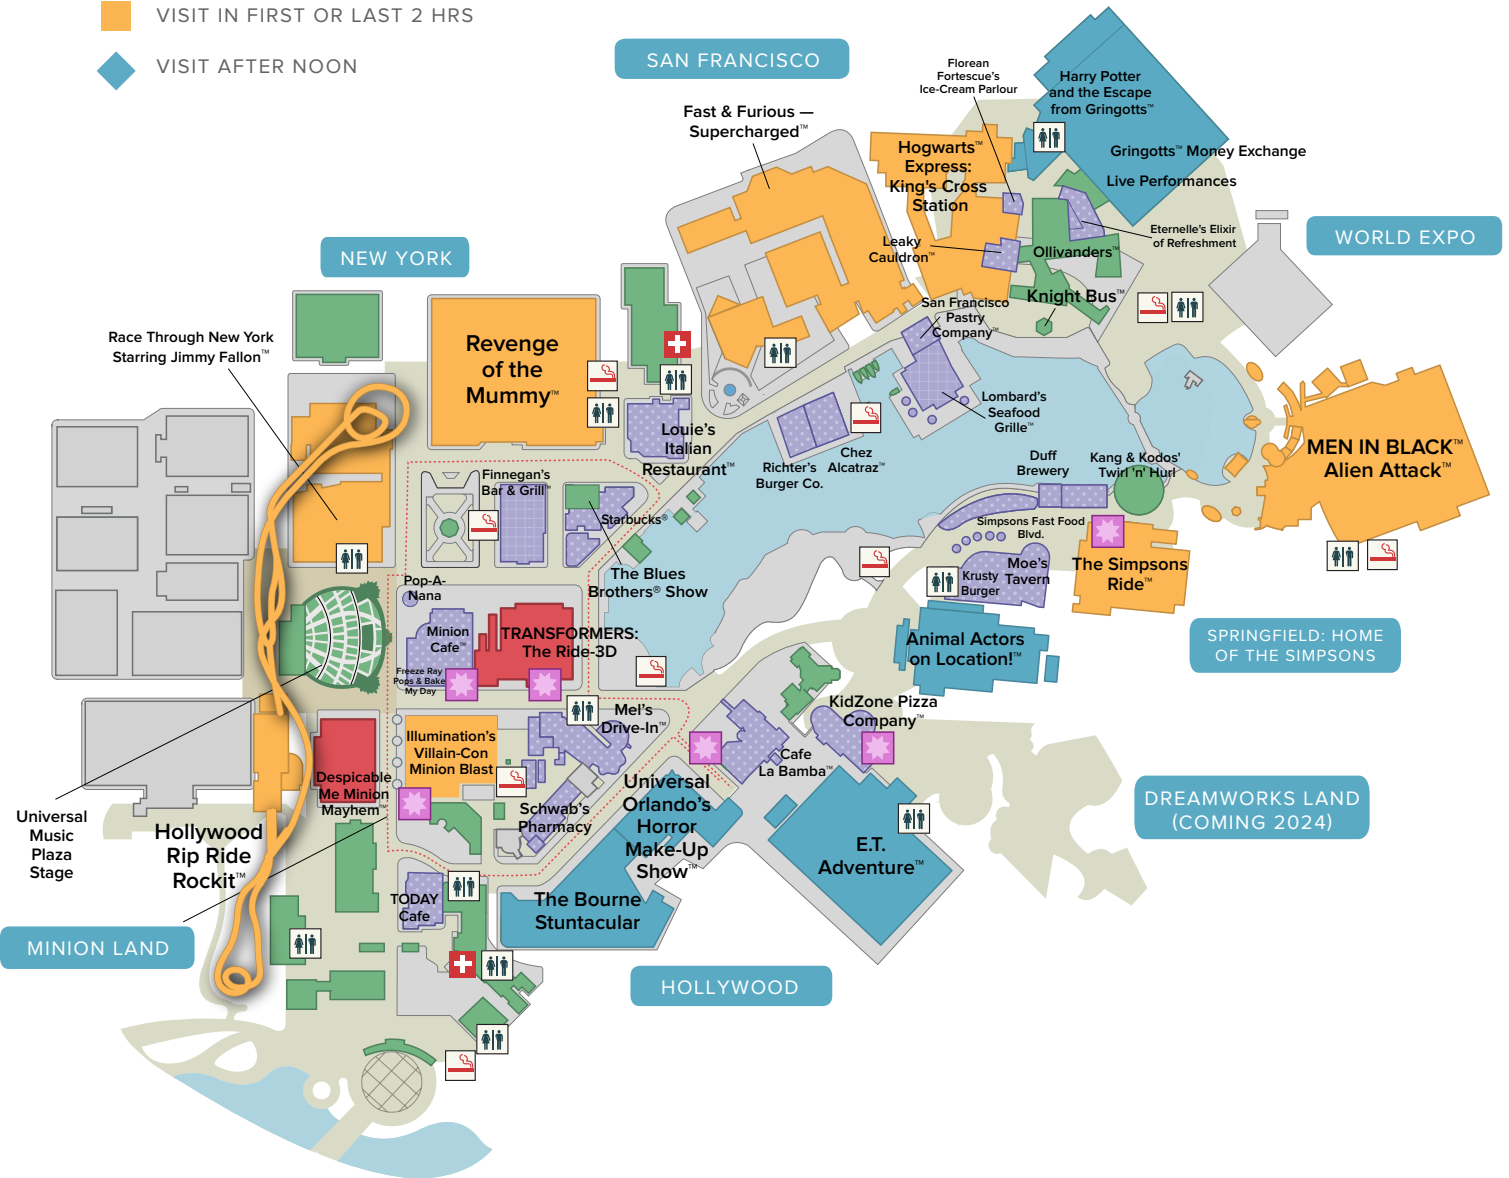 VISIT IN FIRST OR LAST 2 HRS
VISIT AFTER NOON
SAN FRANCISCO
Florean
Fortescue's
Ice-Cream Parlour
Harry Potter
and the Escape
from Gringotts™
Fast & Furious —
Supercharged™
Hogwarts™
Express:
King's Cross
Station
Gringotts™ Money Exchange
Live Performances
Eternelle's Elixir
of Refreshment
WORLD EXPO
NEW YORK
Leaky
Cauldron™
Ollivanders™
Knight Bus™
San Francisco
Pastry
Company™
Race Through New York
Starring Jimmy Fallon™
Revenge
of the
Mummy™
Louie's
Italian
Restaurant™
Lombard's
Seafood
Grille™
Richter's
Burger Co.
Chez
Alcatraz™
Duff
Brewery
Kang & Kodos'
Twirl 'n' Hurl
MEN IN BLACK™
Alien Attack™
Finnegan's
Bar & Grill™
Starbucks®
Simpsons Fast Food
Blvd.
The Blues
Brothers® Show
Pop-A-
Nana
Krusty
Burger
Moe's
Tavern
The Simpsons
Ride™
Minion
Cafe™
TRANSFORMERS:
The Ride-3D
Animal Actors
on Location!™
SPRINGFIELD: HOME
OF THE SIMPSONS
Freeze Ray
Pops & Bake
My Day
KidZone Pizza
Company™
Mel's
Drive-In™
Illumination's
Villain-Con
Minion Blast
Cafe
La Bamba™
Despicable
Me Minion
Mayhem™
Universal
Orlando's
Horror
Make-Up
Show™
Schwab's
Pharmacy
DREAMWORKS LAND
(COMING 2024)
Universal
Music
Plaza
Stage
Hollywood
Rip Ride
Rockit™
E.T.
Adventure™
TODAY
Cafe
The Bourne
Stuntacular
MINION LAND
HOLLYWOOD